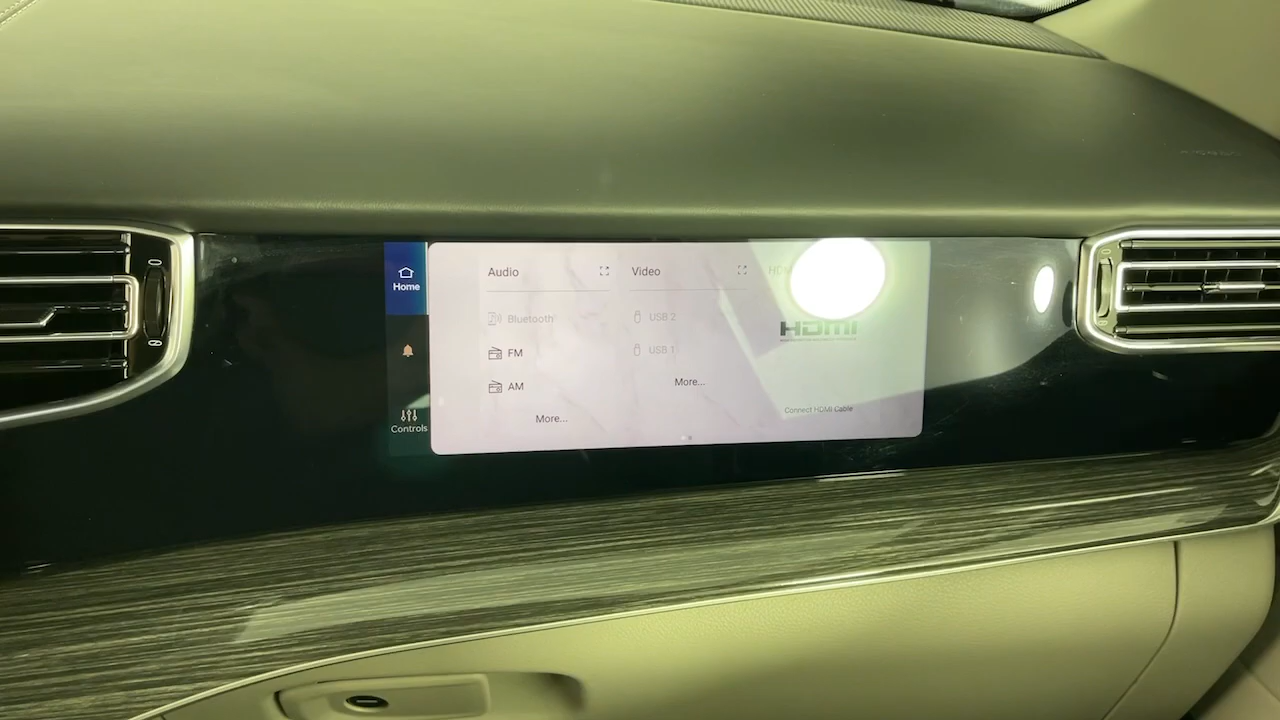 Home
Controls
Audio
Bluetooth
FM
AM
More...
Video
USB 2
USB 1
More...
HDMI
Connect HDMI Cable